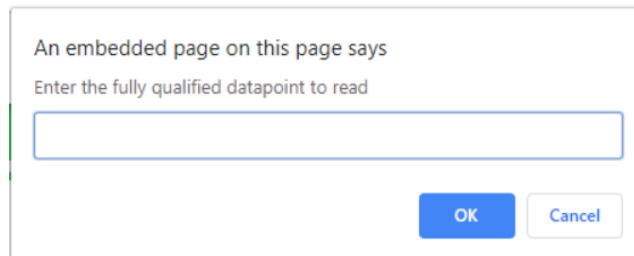 An embedded page on this page says
Enter the fully qualified datapoint to read
OK Cancel